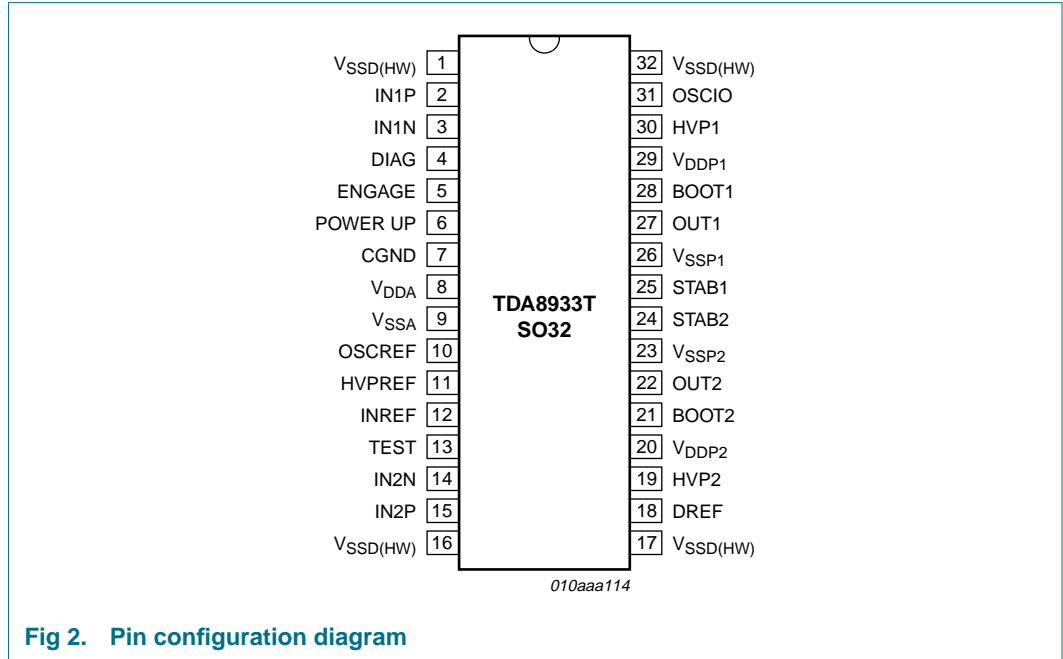 VSSD(HW) 1 32 VSSD(HW)
IN1P 2 31 OSCIO
IN1N 3 30 HVP1
DIAG 4 29 VDDP1
ENGAGE 5 28 BOOT1
POWER UP 6 27 OUT1
CGND 7 26 VSSP1
VDDA 8 25 STAB1
TDA8933T
SO32
VSSA 9 24 STAB2
OSCREF 10 23 VSSP2
HVPREF 11 22 OUT2
INREF 12 21 BOOT2
TEST 13 20 VDDP2
IN2N 14 19 HVP2
IN2P 15 18 DREF
VSSD(HW) 16 17 VSSD(HW)
010aaa114
Fig 2. Pin configuration diagram